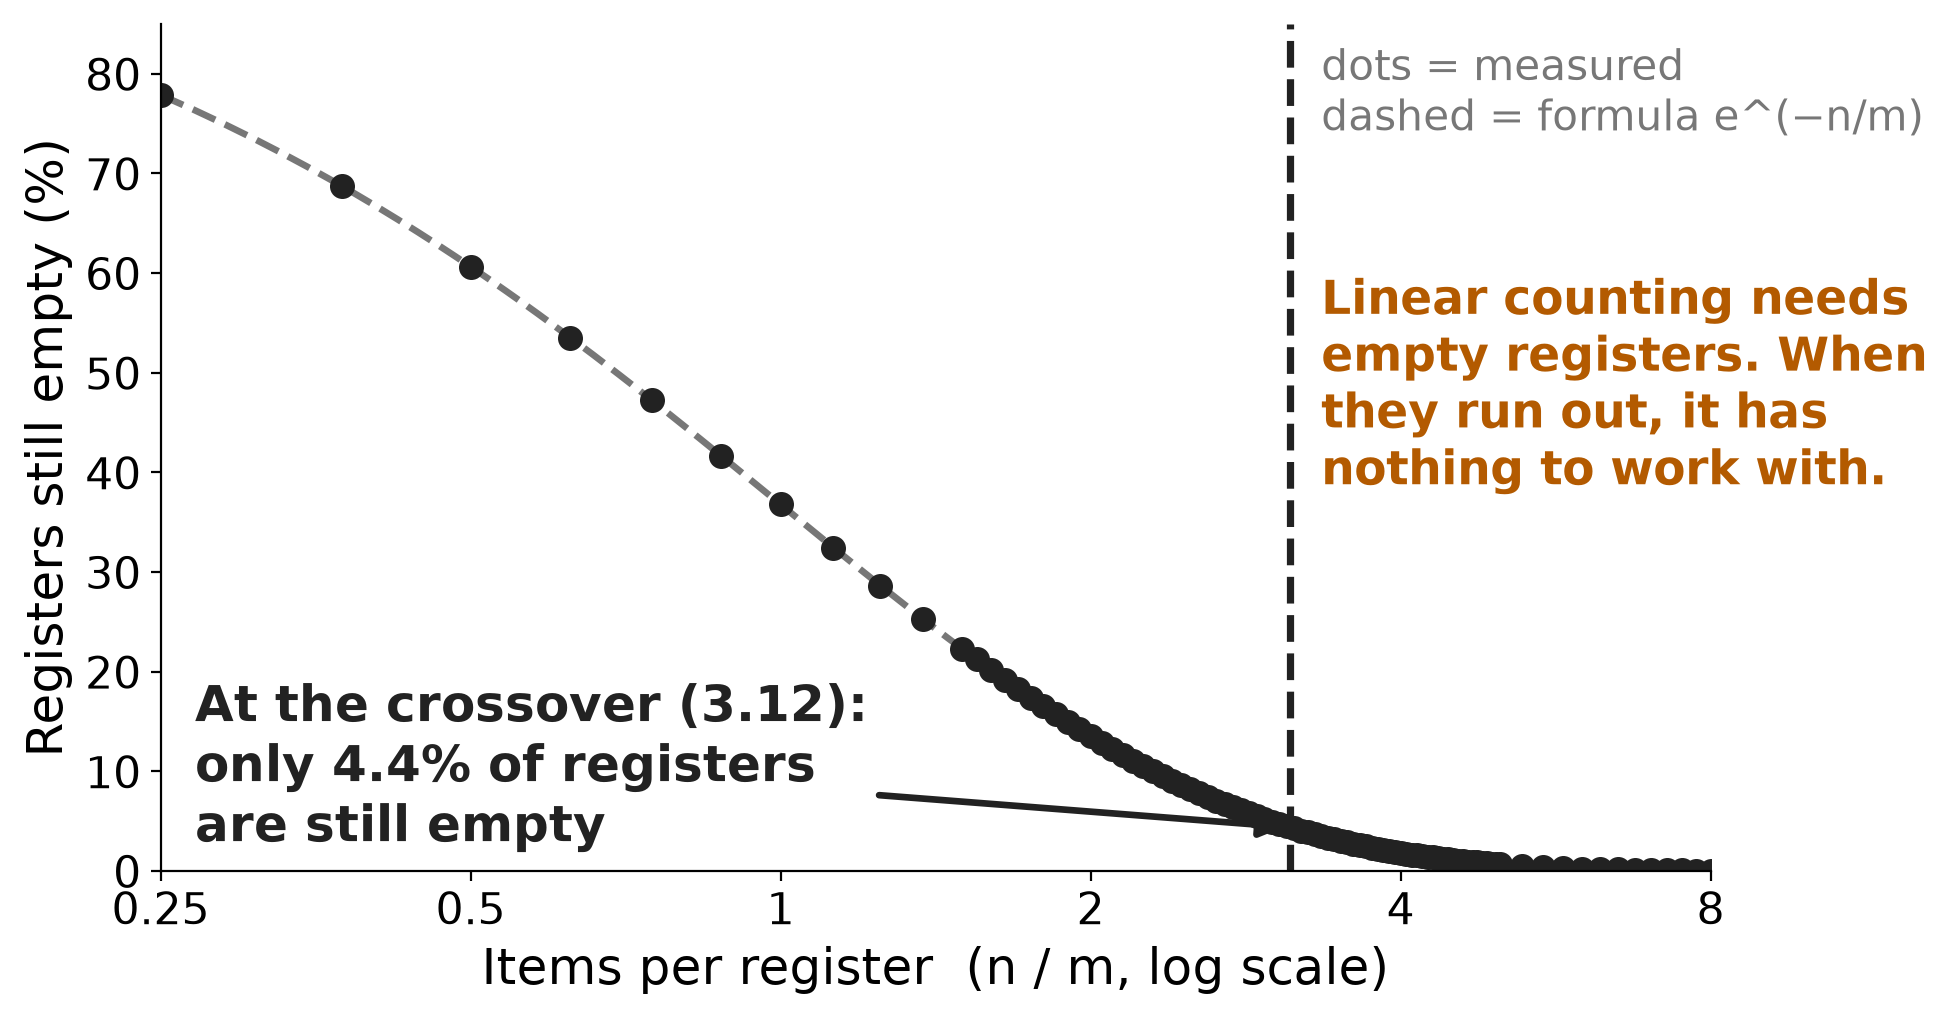 dots = measured
dashed = formula e^(−n/m)
Linear counting needs
empty registers. When
they run out, it has
nothing to work with.
At the crossover (3.12):
only 4.4% of registers
are still empty
Registers still empty (%)
80
70
60
50
40
30
20
10
0
0.25 0.5 1 2 4 8
Items per register (n / m, log scale)